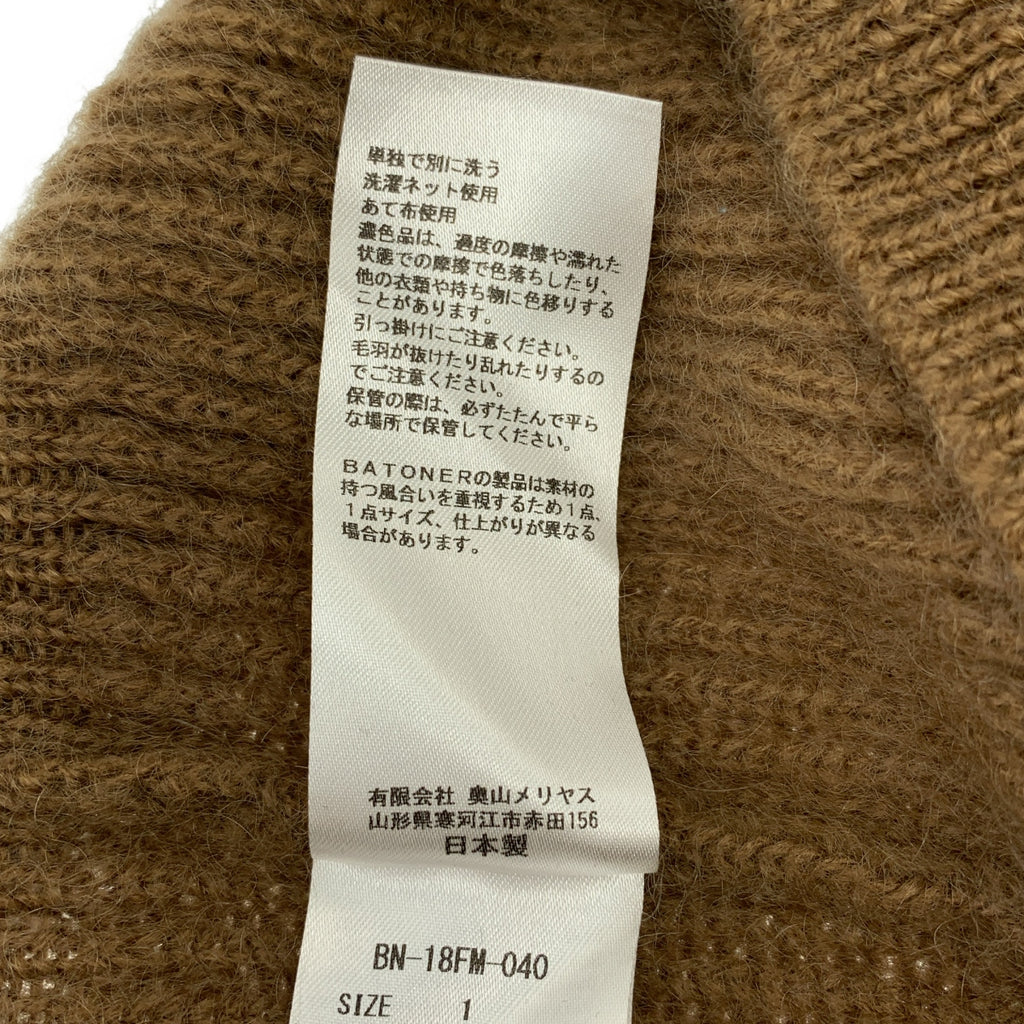 単独で別に洗う
洗濯ネット使用
あて布使用
濃色品は、過度の摩擦や濡れた
状態での摩擦で色落ちしたり、
他の衣類や持ち物に色移りする
ことがあります。
引っ掛けにご注意ください。
毛羽が抜けたり乱れたりするの
でご注意ください。
保管の際は、必ずたたんで平ら
な場所で保管してください。
BATONERの製品は素材の
持つ風合いを重視するため1点、
1点サイズ、仕上がりが異なる
場合があります。
有限会社 奥山メリヤス
山形県寒河江市赤田156
日本製
BN-18FM-040
SIZE 1